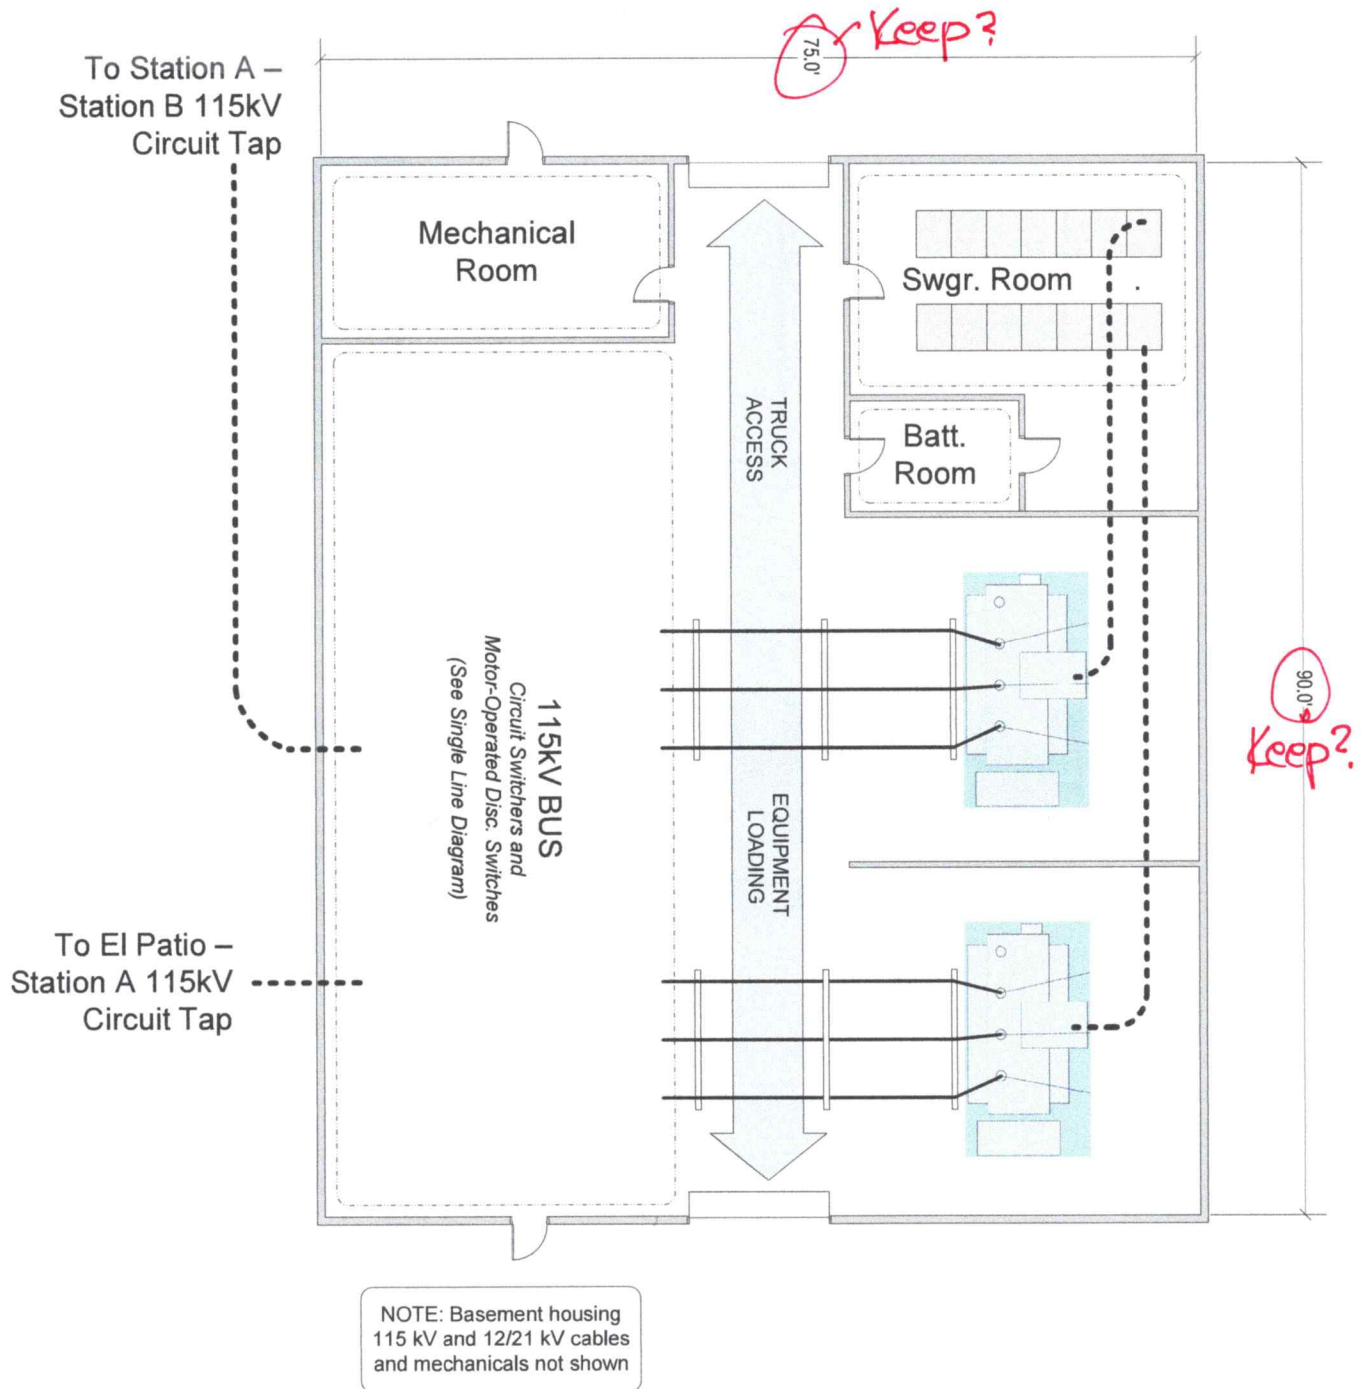 Keep?
75.0'
To Station A –
Station B 115kV
Circuit Tap
Mechanical
Room
Swgr. Room
TRUCK
ACCESS
Batt.
Room
115kV BUS
Circuit Switchers and
Motor-Operated Disc. Switches
(See Single Line Diagram)
90.0'
Keep?
EQUIPMENT
LOADING
To El Patio –
Station A 115kV
Circuit Tap
NOTE: Basement housing
115 kV and 12/21 kV cables
and mechanicals not shown